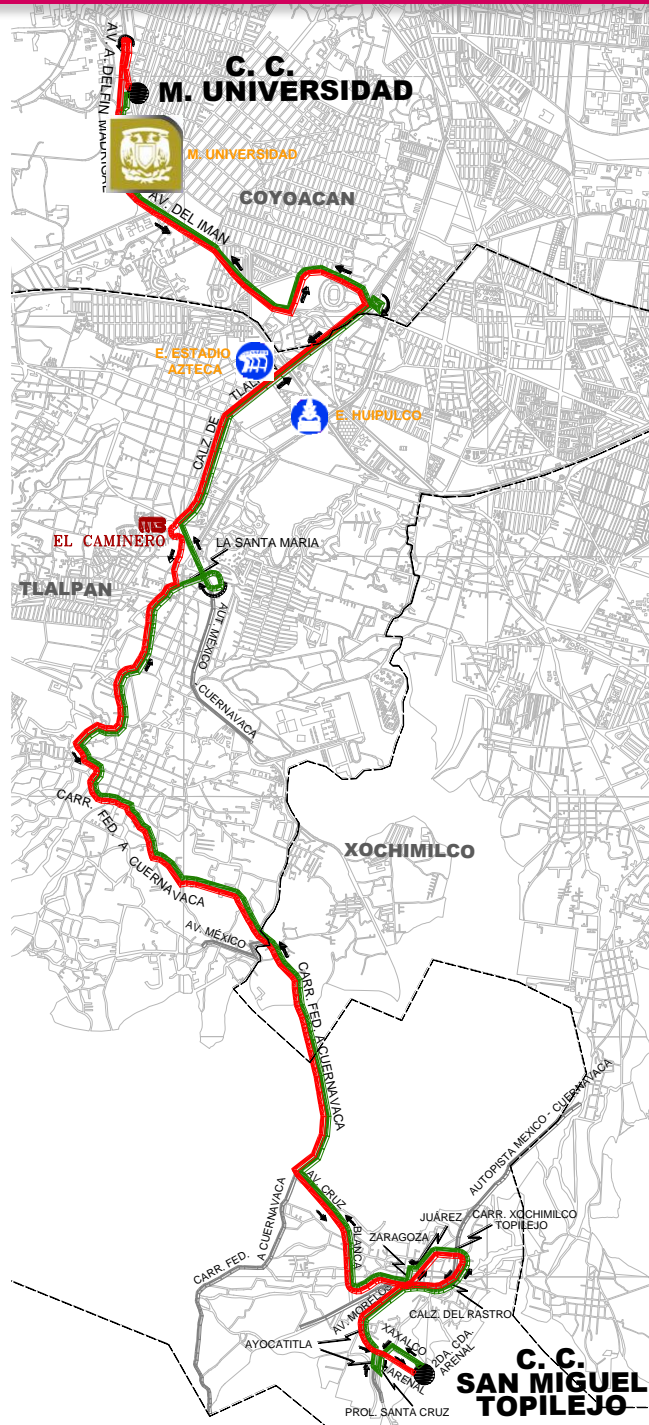 C. C.
M. UNIVERSIDAD
AV. A. DELFIN MADRIGAL
M. UNIVERSIDAD
COYOACAN
AV. DEL IMAN
E. ESTADIO
AZTECA
CALZ. DE TLALPAN
E. HUIPULCO
EL CAMINERO
LA SANTA MARIA
TLALPAN
AUT. MEXICO
CUERNAVACA
CARR. FED. A CUERNAVACA
XOCHIMILCO
AV. MÉXICO
CARR. FED. A CUERNAVACA
AUTOPISTA MEXICO - CUERNAVACA
CARR. FED. A CUERNAVACA
AV. CRUZ BLANCA
JUÁREZ
CARR. XOCHIMILCO
TOPILEJO
ZARAGOZA
AV. MORELOS
CALZ. DEL RASTRO
AYOCATITLA
XAXALCO
2DA. CDA.
ARENAL
ARENAL
PROL. SANTA CRUZ
C. C.
SAN MIGUEL
TOPILEJO